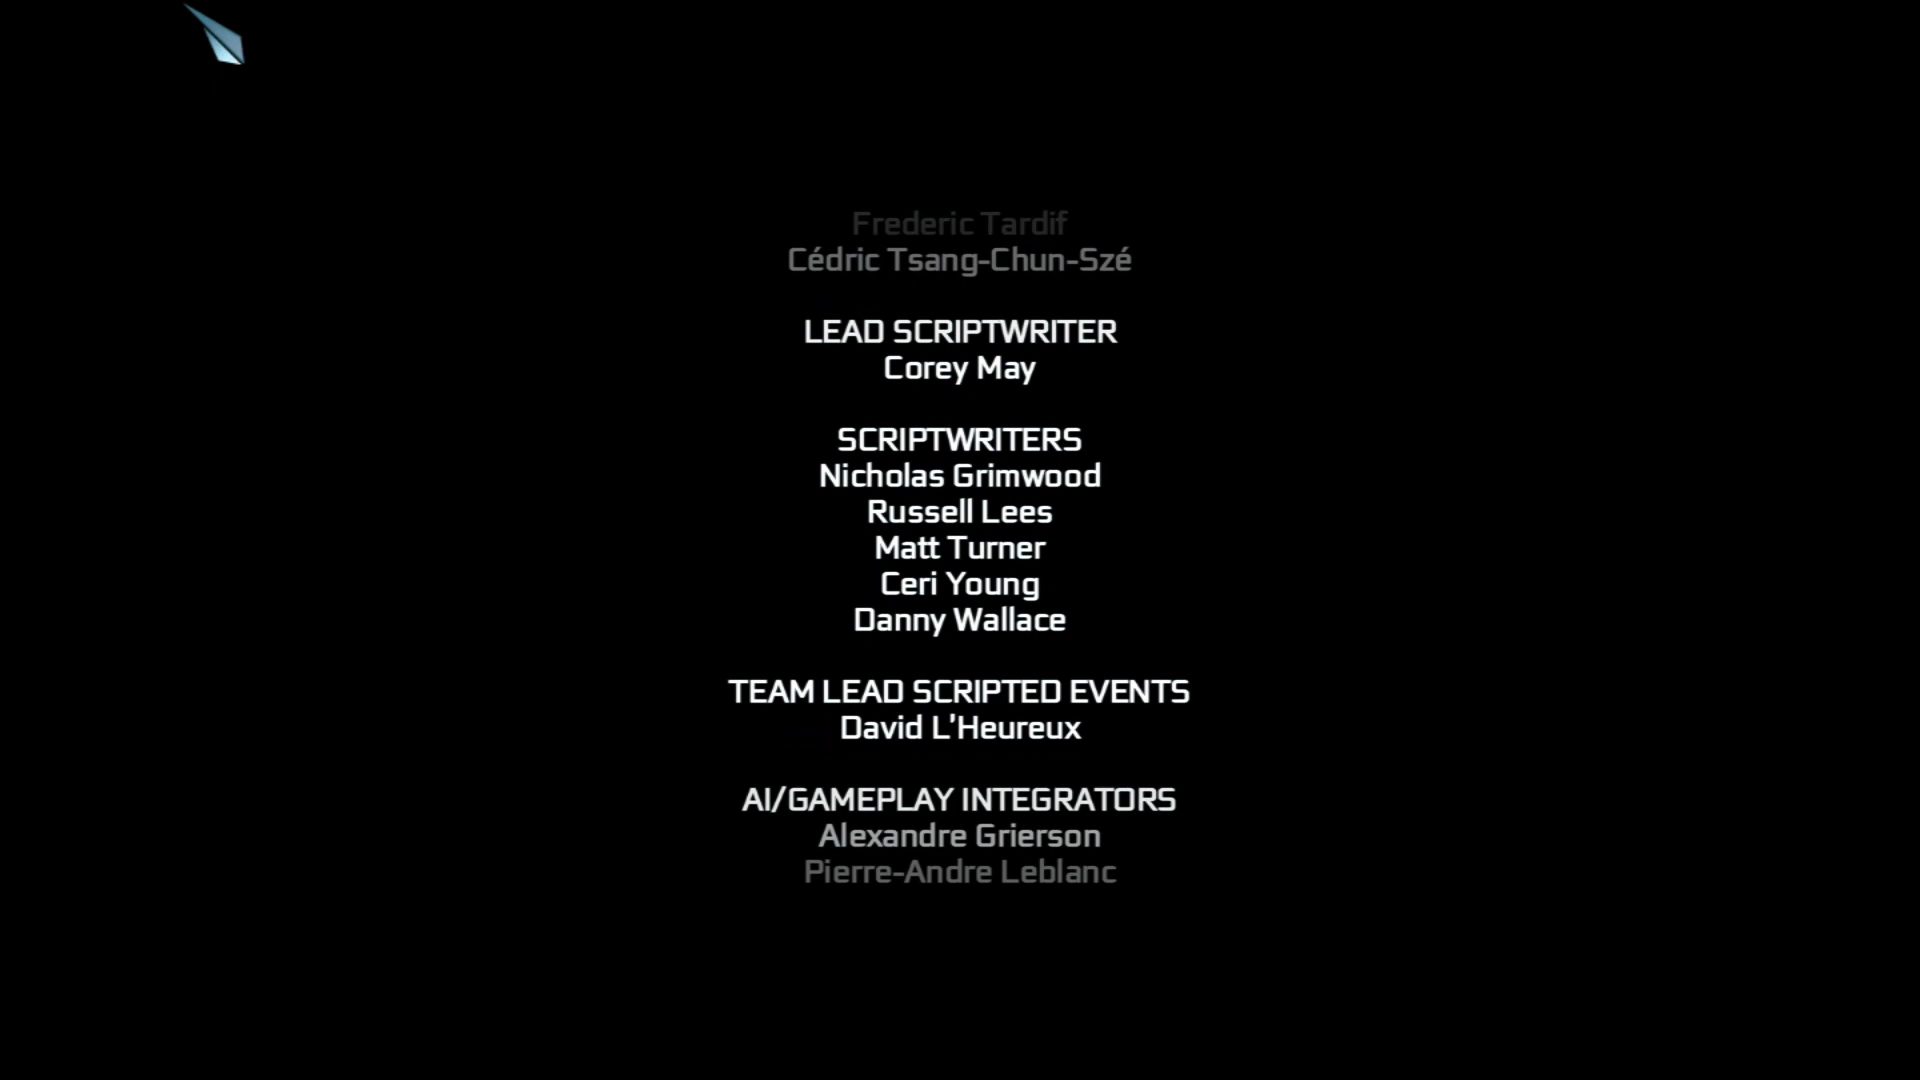 Frederic Tardif
Cédric Tsang-Chun-Szé
LEAD SCRIPTWRITER
Corey May
SCRIPTWRITERS
Nicholas Grimwood
Russell Lees
Matt Turner
Ceri Young
Danny Wallace
TEAM LEAD SCRIPTED EVENTS
David L'Heureux
AI/GAMEPLAY INTEGRATORS
Alexandre Grierson
Pierre-Andre Leblanc